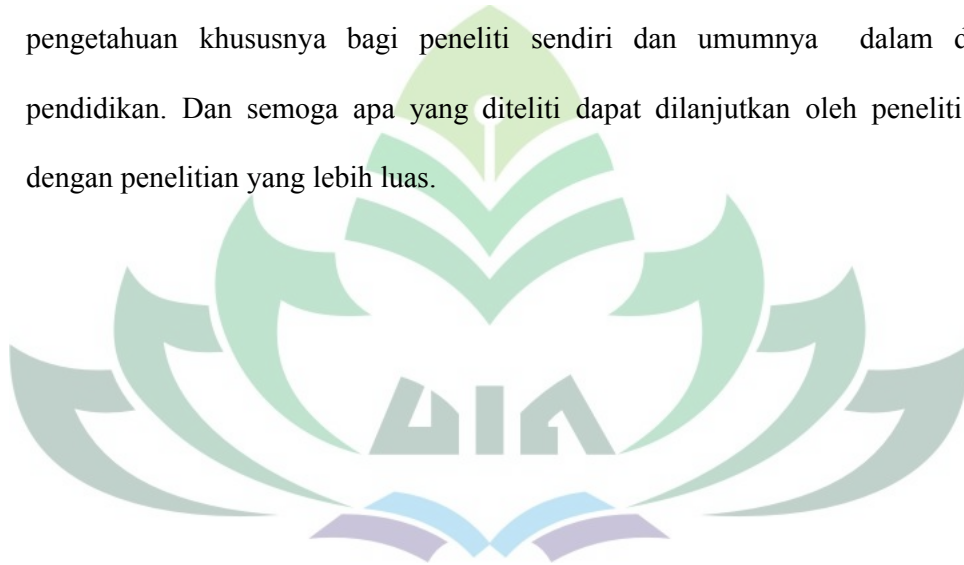 pengetahuan khususnya bagi peneliti sendiri dan umumnya dalam d
pendidikan. Dan semoga apa yang diteliti dapat dilanjutkan oleh peneliti
dengan penelitian yang lebih luas.